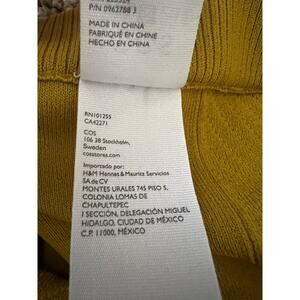 P/N 0962788 3
MADE IN CHINA
FABRIQUÉ EN CHINE
HECHO EN CHINA
RN101255
CA42271
COS
106 38 Stockholm,
Sweden
cosstores.com
Importado por:
H&M Hennes & Mauritz Servicios
SA de CV
MONTES URALES 745 PISO 5,
COLONIA LOMAS DE
CHAPULTEPEC
I SECCIÓN, DELEGACIÓN MIGUEL
HIDALGO, CIUDAD DE MÉXICO
C.P. 11000, MÉXICO